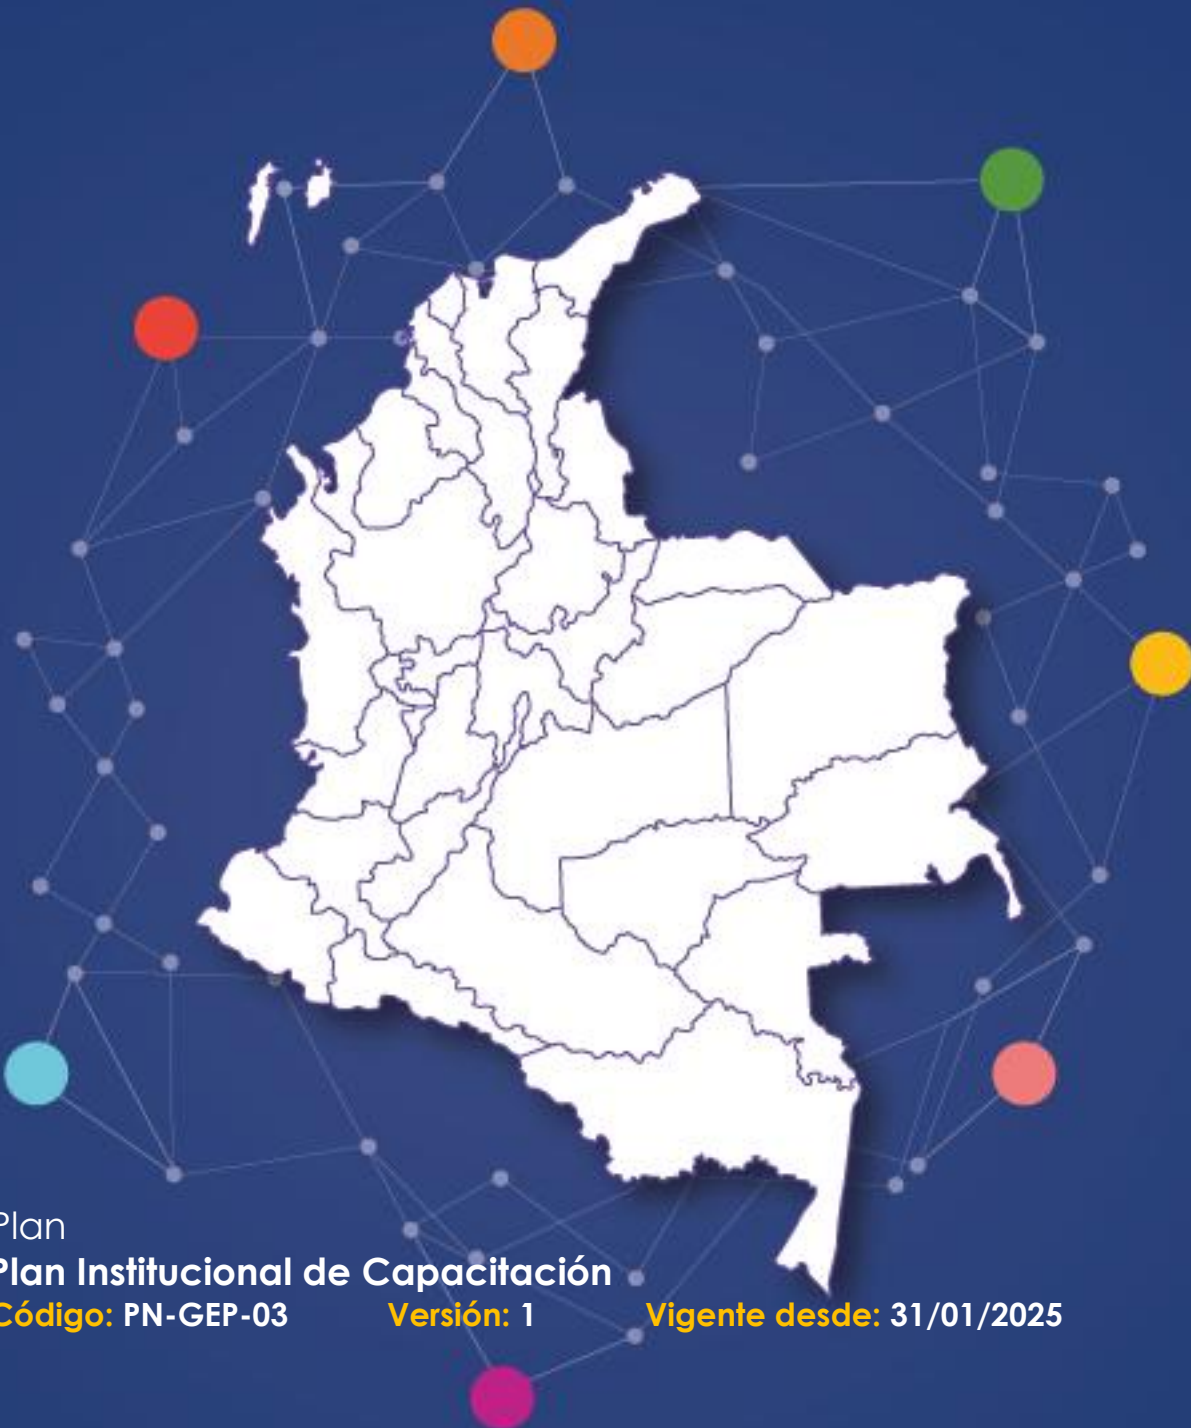 Plan
Plan Institucional de Capacitación
Código: PN-GEP-03 Versión: 1 Vigente desde: 31/01/2025